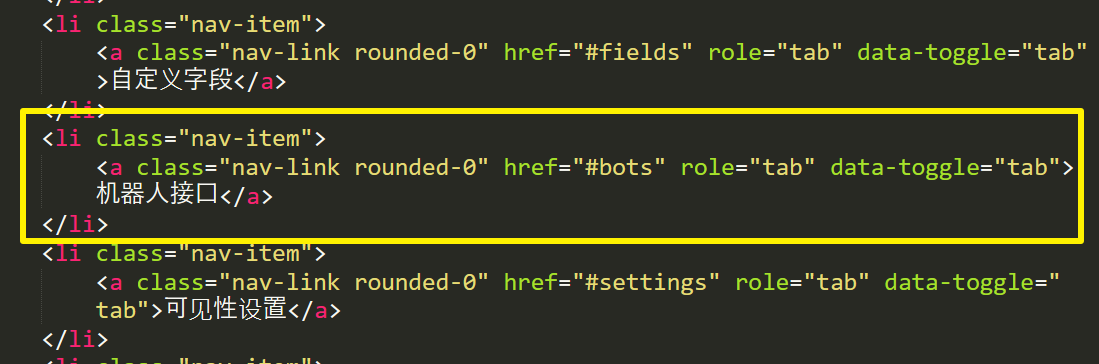 </li>
<li class="nav-item">
<a class="nav-link rounded-0" href="#fields" role="tab" data-toggle="tab"
>自定义字段</a>
</li>
<li class="nav-item">
<a class="nav-link rounded-0" href="#bots" role="tab" data-toggle="tab">
机器人接口</a>
</li>
<li class="nav-item">
<a class="nav-link rounded-0" href="#settings" role="tab" data-toggle="
tab">可见性设置</a>
</li>
<li class="nav-item">